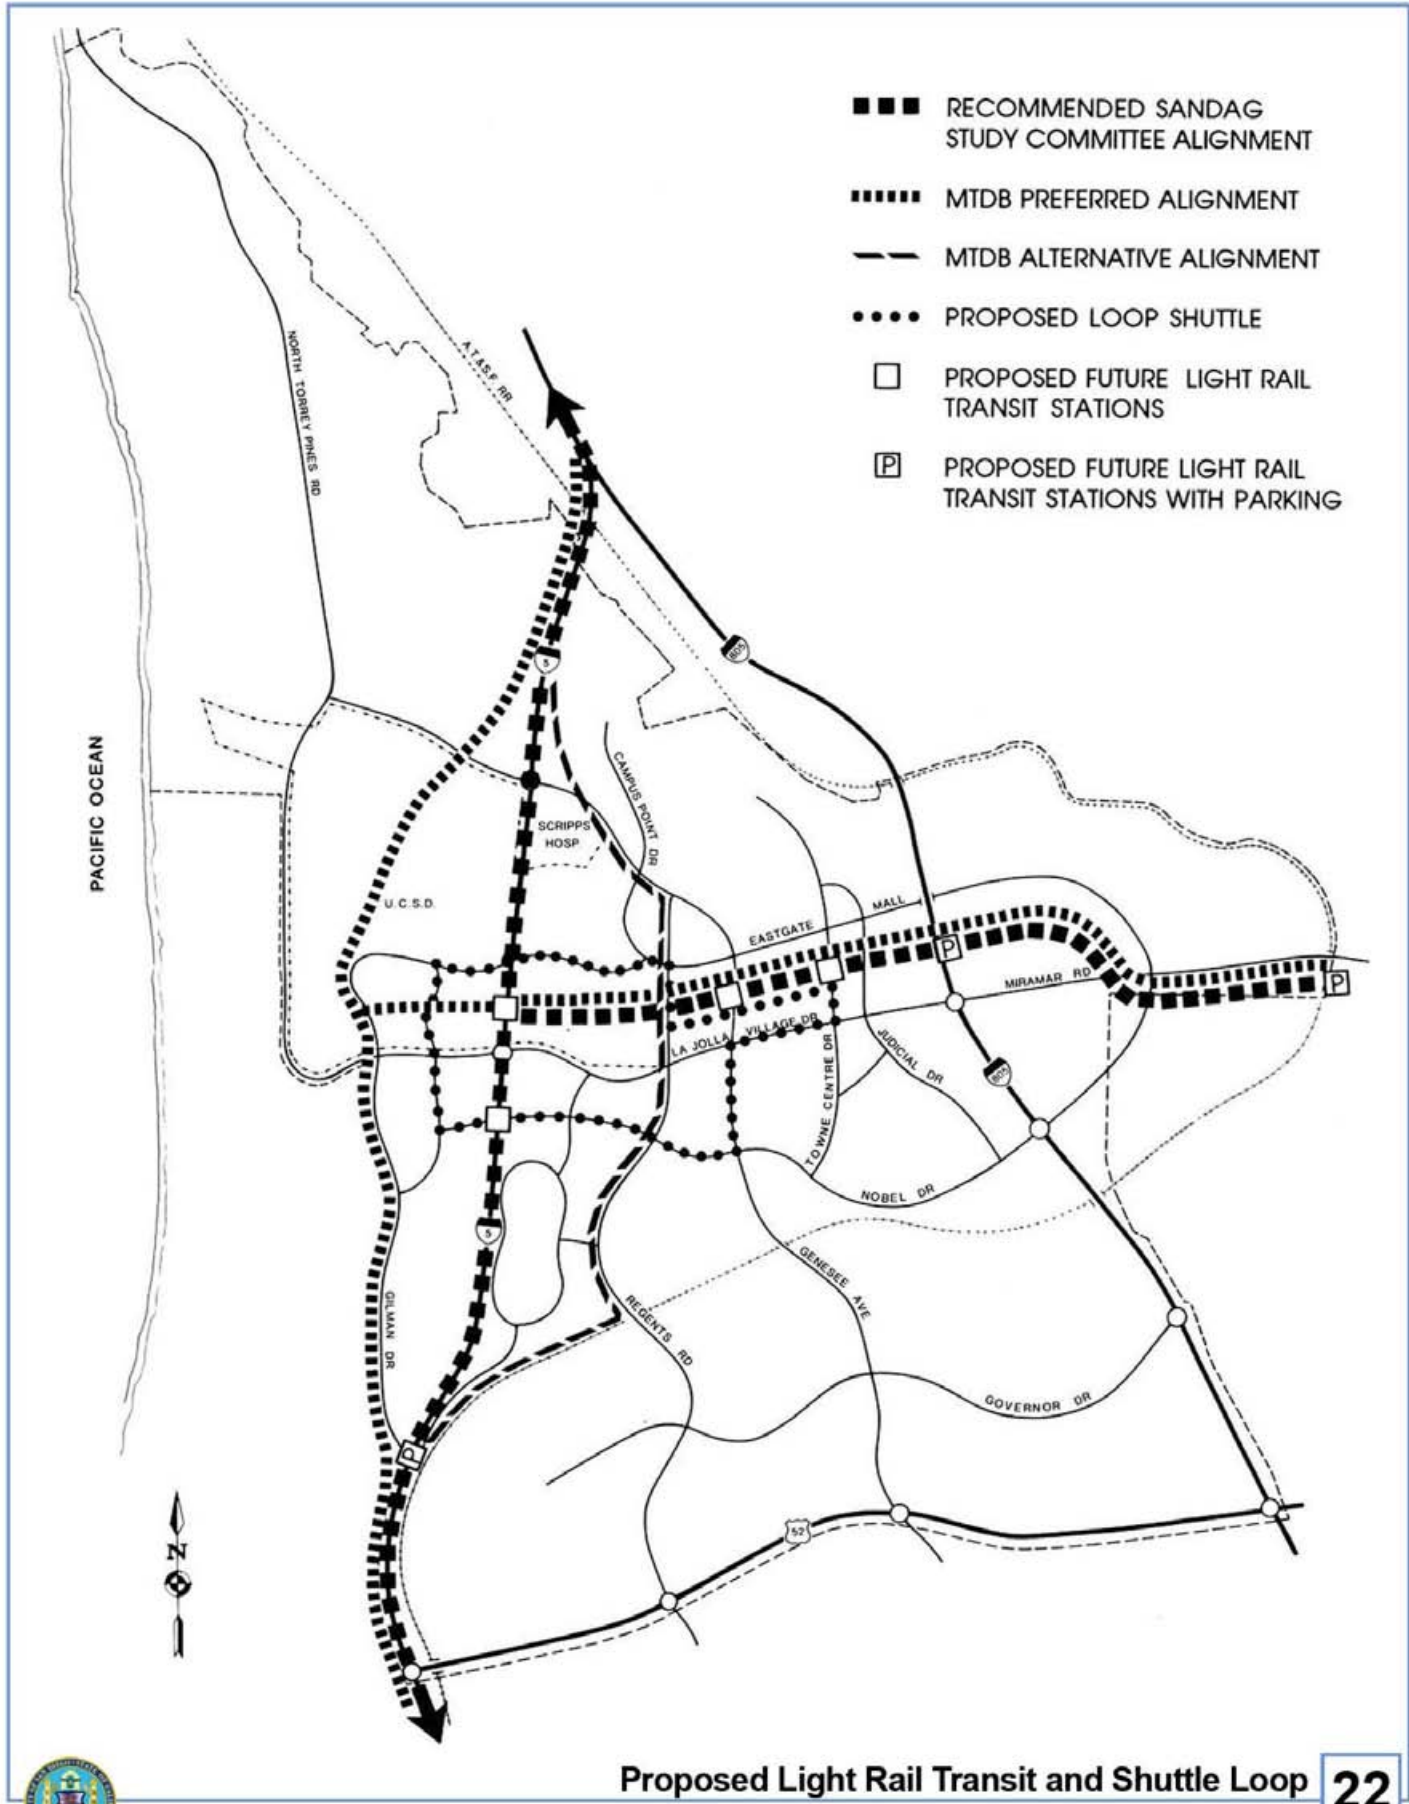 RECOMMENDED SANDAG
STUDY COMMITTEE ALIGNMENT
MTDB PREFERRED ALIGNMENT
MTDB ALTERNATIVE ALIGNMENT
PROPOSED LOOP SHUTTLE
PROPOSED FUTURE LIGHT RAIL
TRANSIT STATIONS
P
PROPOSED FUTURE LIGHT RAIL
TRANSIT STATIONS WITH PARKING
A.T.&S.F. RR
NORTH TORREY PINES RD
805
5
PACIFIC OCEAN
CAMPUS POINT DR
SCRIPPS
HOSP
U.C.S.D.
EASTGATE MALL
P
P
MIRAMAR RD
LA JOLLA VILLAGE DR
JUDICIAL DR
805
TOWNE CENTRE DR
NOBEL DR
5
GENESEE AVE
GILMAN DR
REGENTS RD
GOVERNOR DR
P
52
N
Proposed Light Rail Transit and Shuttle Loop
22